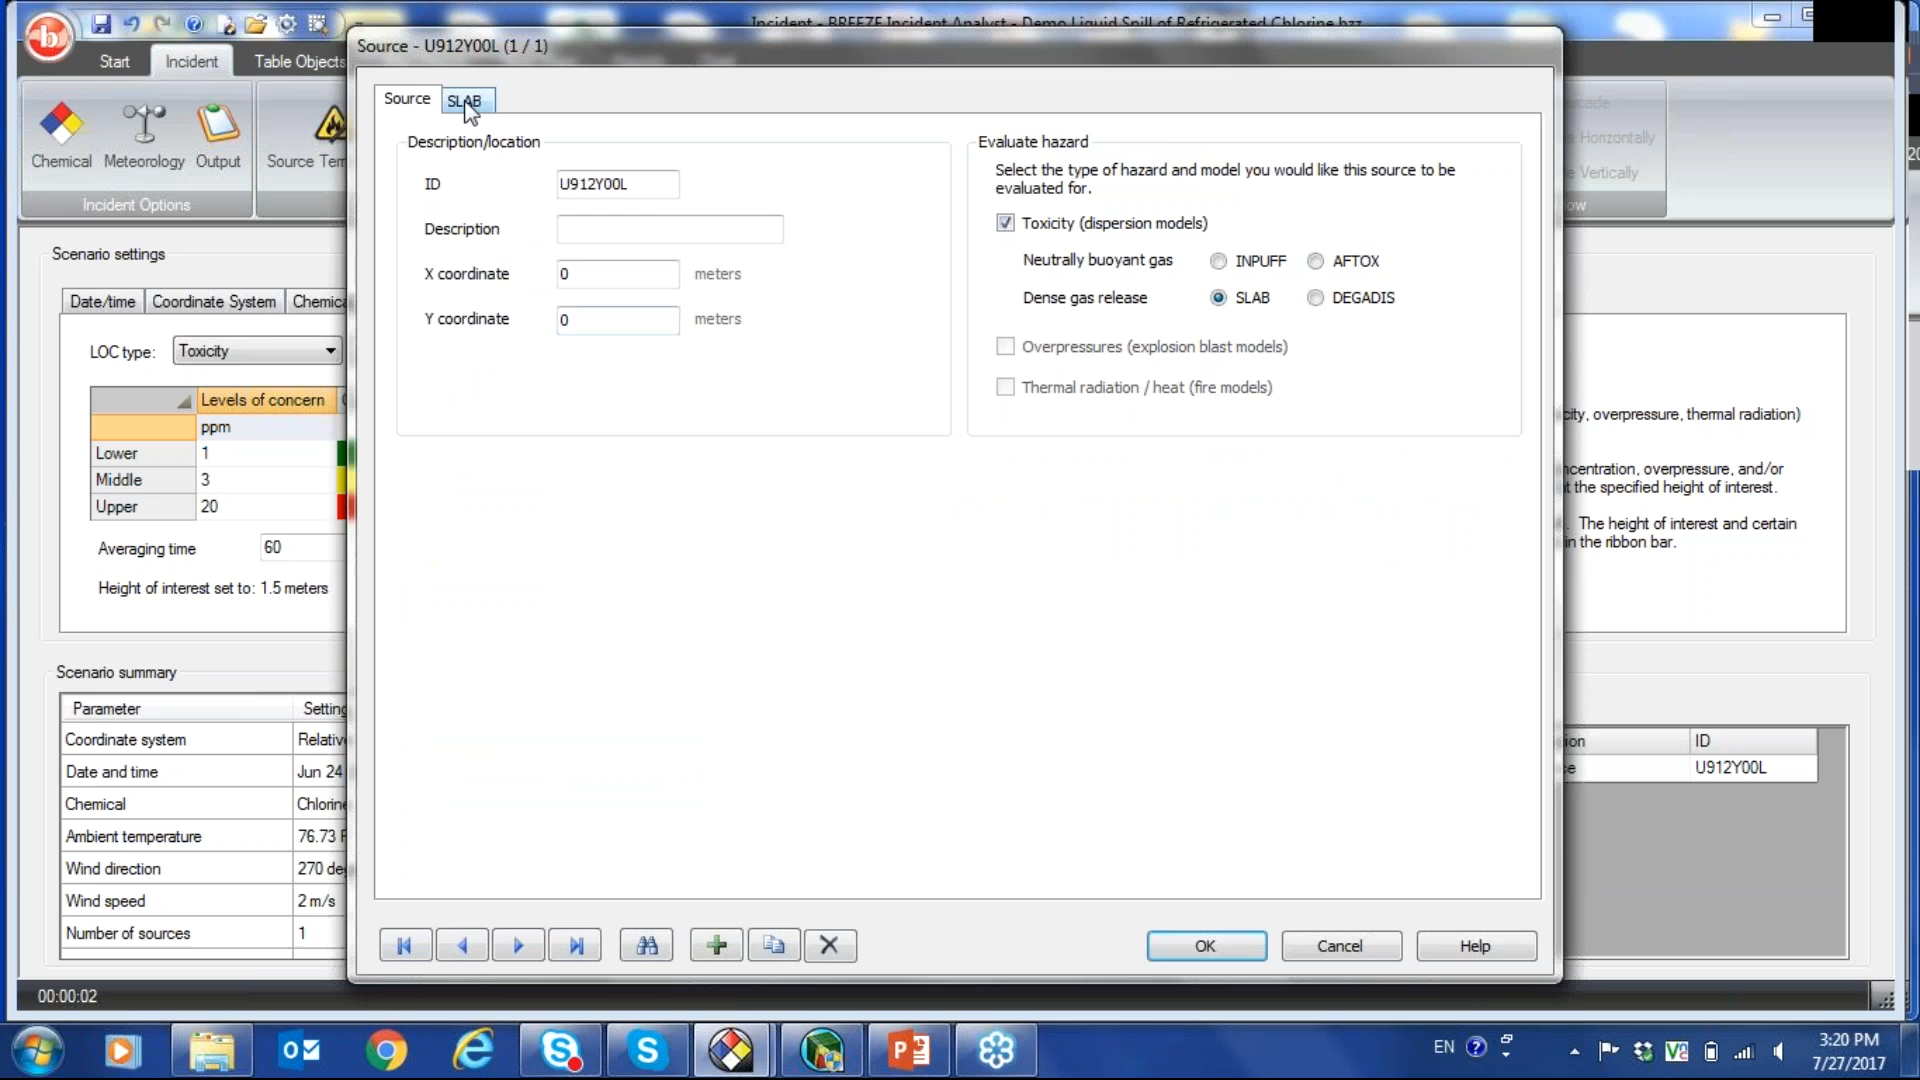 Incident - BREEZE Incident Analyst - Demo Liquid Spill of Refrigerated Chlorine.bzz
Start
Incident
Table Objects
Chemical
Meteorology
Output
Source Ter
Incident Options
Horizontally
Vertically
Source - U912Y00L (1 / 1)
Source
SLAB
Description/location
ID
U912Y00L
Description
X coordinate
0
meters
Y coordinate
0
meters
Evaluate hazard
Select the type of hazard and model you would like this source to be
evaluated for.
Toxicity (dispersion models)
Neutrally buoyant gas
INPUFF
AFTOX
Dense gas release
SLAB
DEGADIS
Overpressures (explosion blast models)
Thermal radiation / heat (fire models)
OK
Cancel
Help
Scenario settings
Date/time
Coordinate System
Chemica
LOC type:
Toxicity
Levels of concern
ppm
Lower
1
Middle
3
Upper
20
Averaging time
60
Height of interest set to: 1.5 meters
city, overpressure, thermal radiation)
ncentration, overpressure, and/or
t the specified height of interest.
. The height of interest and certain
in the ribbon bar.
Scenario summary
Parameter
Setting
Coordinate system
Relativ
Date and time
Jun 24
Chemical
Chlorine
Ambient temperature
76.73 F
Wind direction
270 de
Wind speed
2 m/s
Number of sources
1
ion
ID
ce
U912Y00L
00:00:02
EN
3:20 PM
7/27/2017